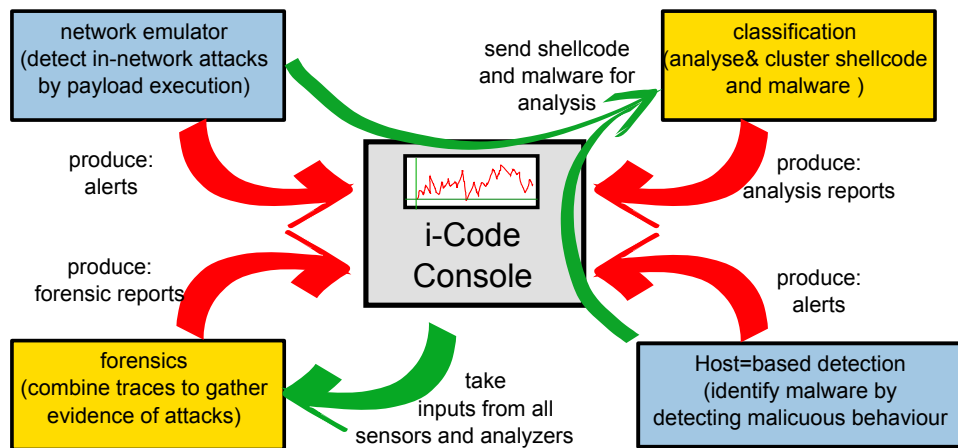 network emulator
(detect in-network attacks
by payload execution)
send shellcode
and malware for
analysis
classification
(analyse& cluster shellcode
and malware )
produce:
alerts
produce:
analysis reports
i-Code
Console
produce:
forensic reports
produce:
alerts
forensics
(combine traces to gather
evidence of attacks)
take
inputs from all
sensors and analyzers
Host=based detection
(identify malware by
detecting malicuous behaviour